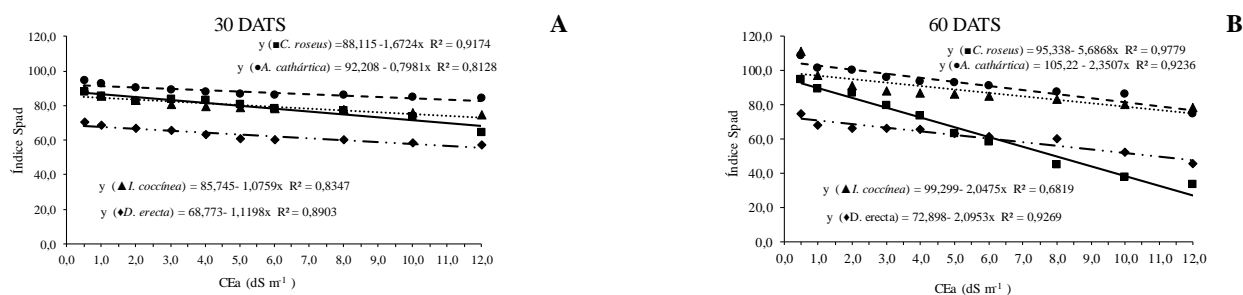 30 DATS
A
y (■C. roseus) =88,115 -1,6724x R² = 0,9174
y (●A. cathártica) = 92,208 -0,7981x R² = 0,8128
y (▲I. coccínea) = 85,745- 1,0759x R² = 0,8347
y (♦D. erecta) = 68,773- 1,1198x R² = 0,8903
Índice Spad
120,0
100,0
80,0
60,0
40,0
20,0
0,0
0,0 1,0 2,0 3,0 4,0 5,0 6,0 7,0 8,0 9,0 10,0 11,0 12,0
CEa (dS m⁻¹ )
60 DATS
B
y (■C. roseus) = 95,338- 5,6868x R² = 0,9779
y (●A. cathártica) = 105,22 - 2,3507x R² = 0,9236
y (▲I. coccínea) = 99,299- 2,0475x R² = 0,6819
y (♦D. erecta) = 72,898- 2,0953x R² = 0,9269
Índice Spad
120,0
100,0
80,0
60,0
40,0
20,0
0,0
0,0 1,0 2,0 3,0 4,0 5,0 6,0 7,0 8,0 9,0 10,0 11,0 12,0
CEa (dS m⁻¹ )